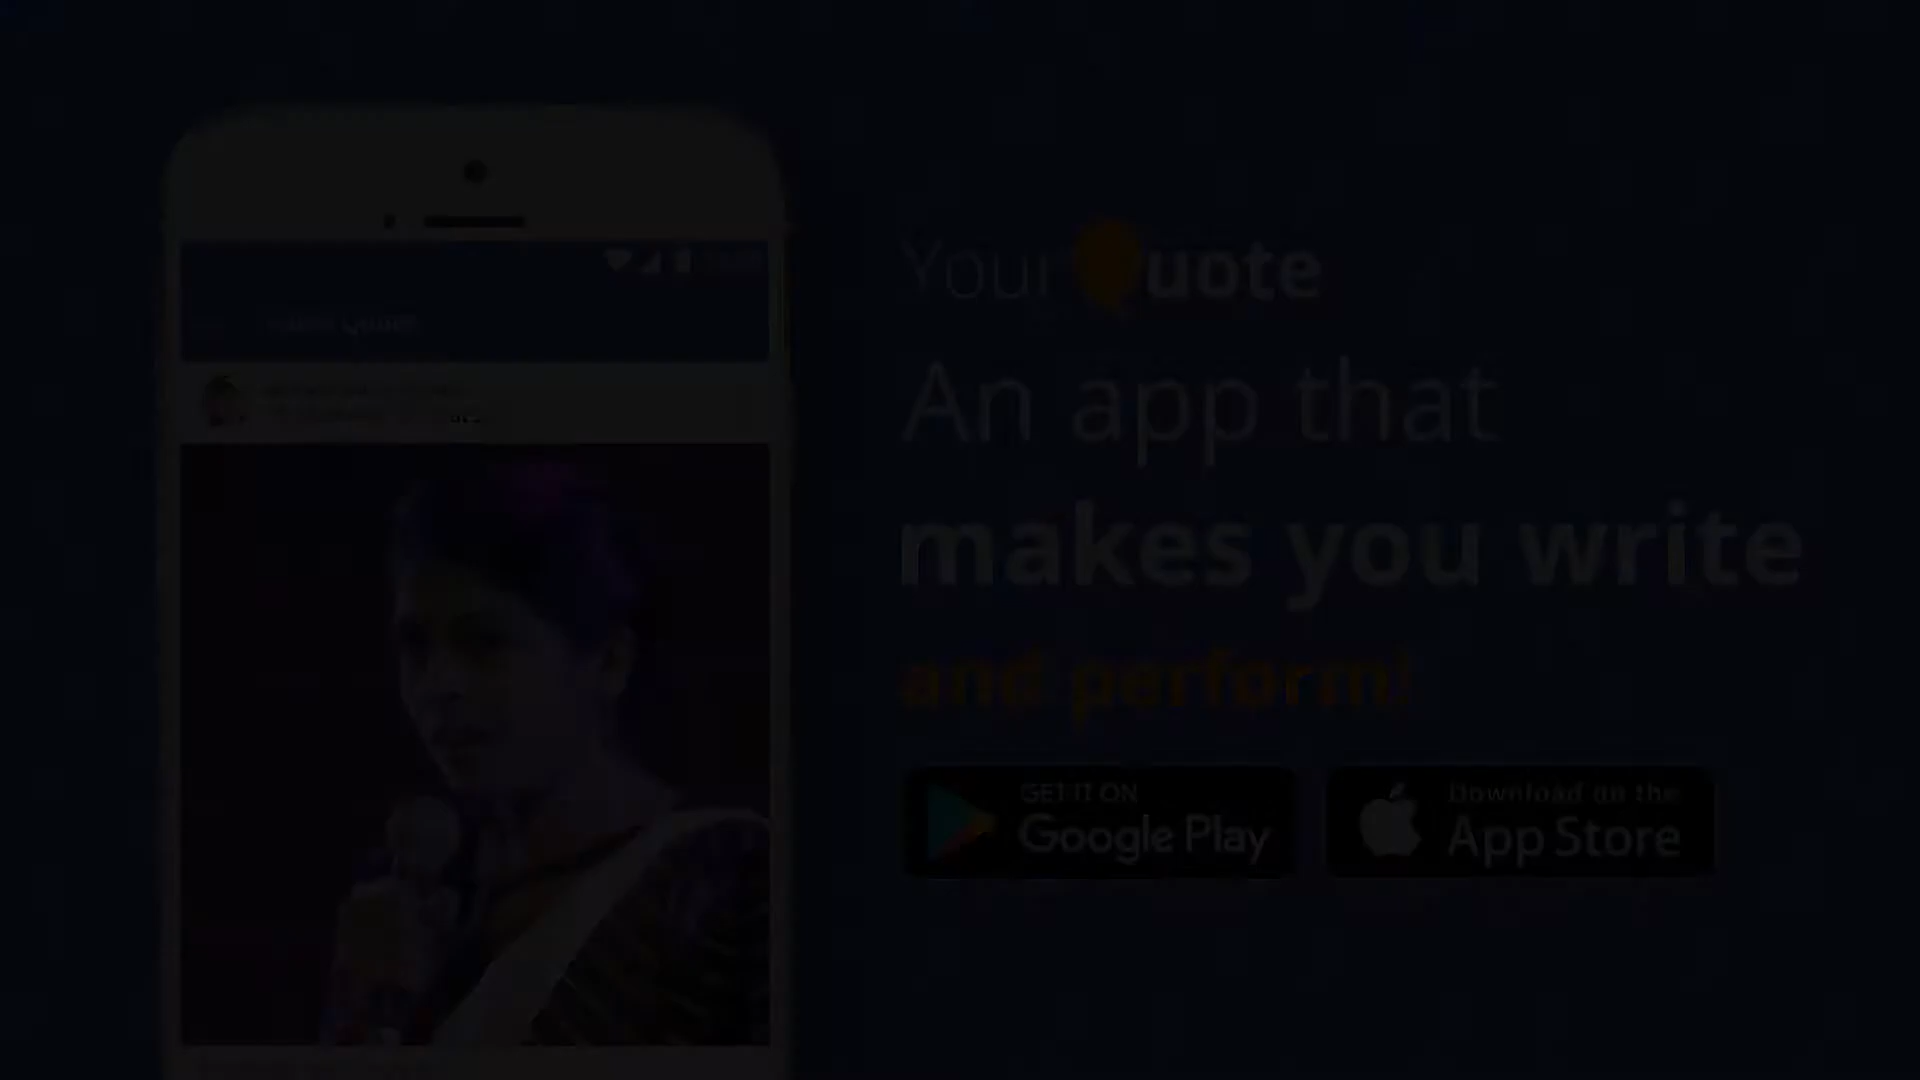 YourQuote
An app that
makes you write
and perform!
GET IT ON
Google Play
Download on the
App Store